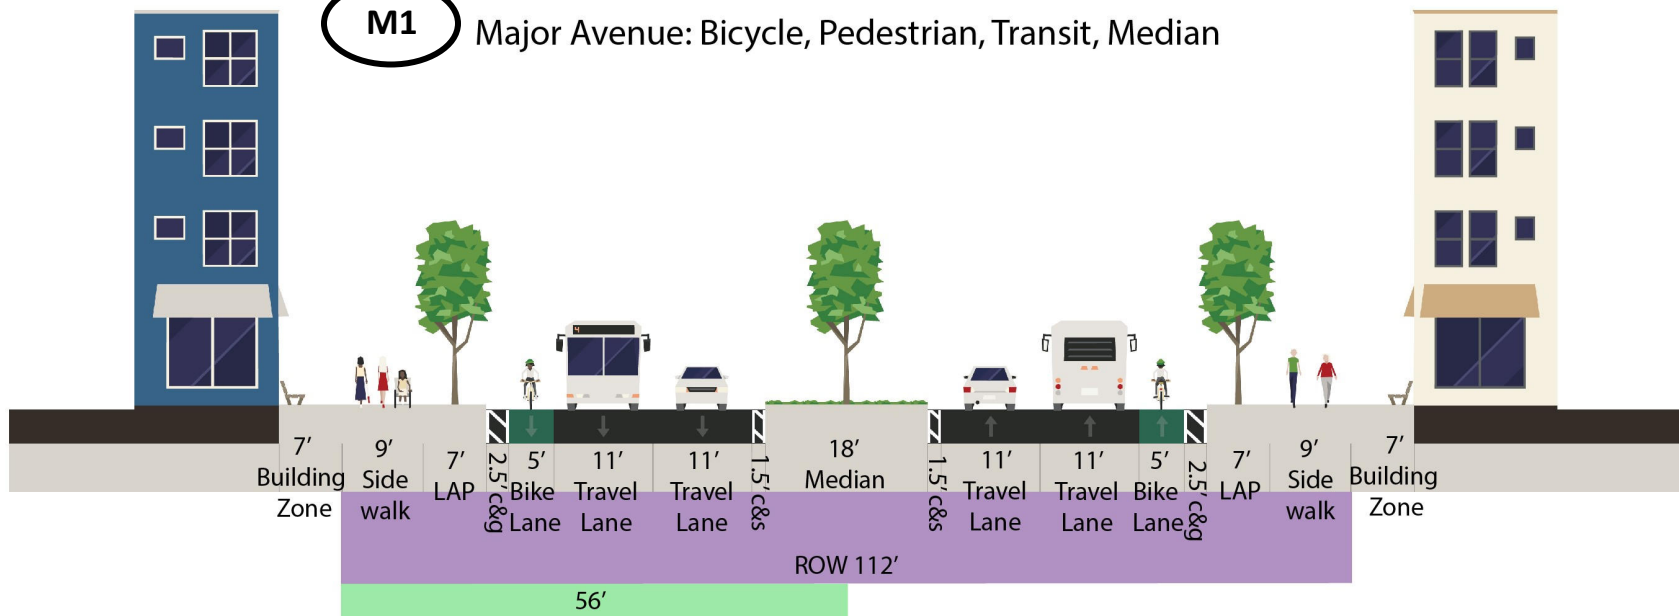 M1
Major Avenue: Bicycle, Pedestrian, Transit, Median
4
7’
Building
Zone
9’
Side
walk
7’
LAP
2.5’ c&g
5’
Bike
Lane
11’
Travel
Lane
11’
Travel
Lane
1.5’ c&s
18’
Median
1.5’ c&s
11’
Travel
Lane
11’
Travel
Lane
5’
Bike
Lane
2.5’ c&g
7’
LAP
9’
Side
walk
7’
Building
Zone
ROW 112’
56’